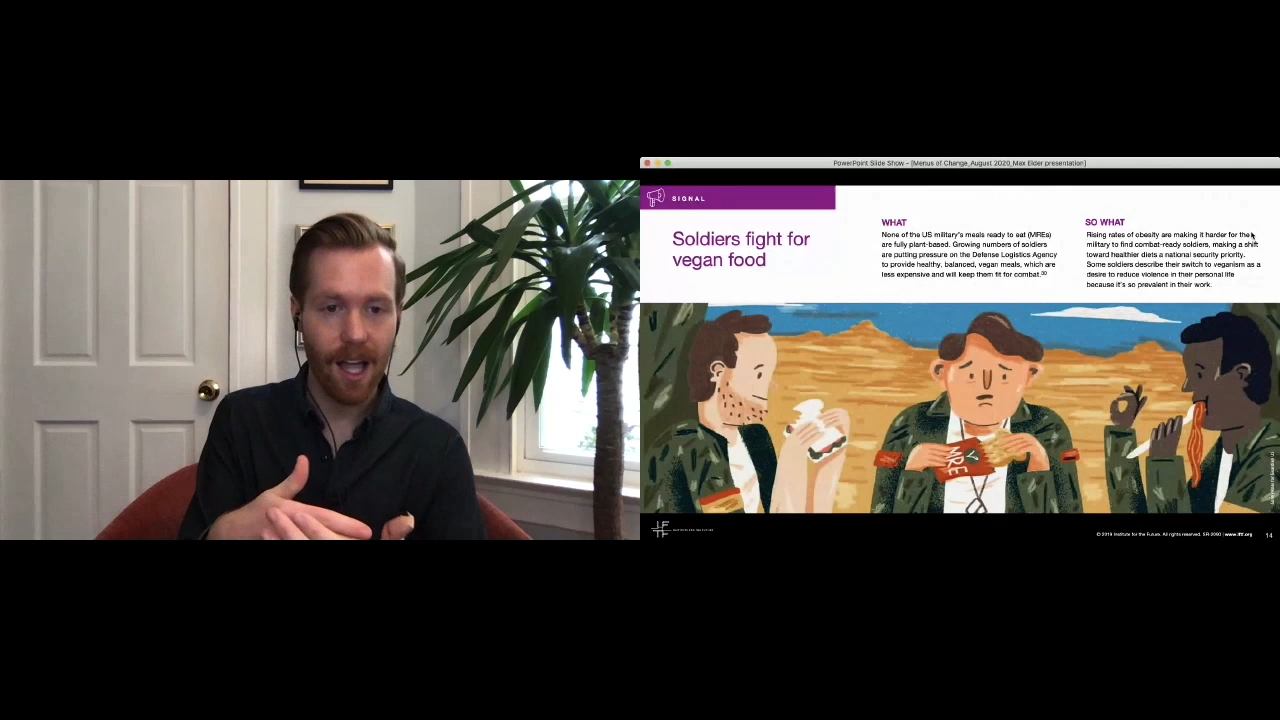 PowerPoint Slide Show - [Menus of Change_August 2020_Max Elder presentation]
SIGNAL
Soldiers fight for
vegan food
WHAT
None of the US military's meals ready to eat (MREs)
are fully plant-based. Growing numbers of soldiers
are putting pressure on the Defense Logistics Agency
to provide healthy, balanced, vegan meals, which are
less expensive and will keep them fit for combat.
SO WHAT
Rising rates of obesity are making it harder for the
military to find combat-ready soldiers, making a shift
toward healthier diets a national security priority.
Some soldiers describe their switch to veganism as a
desire to reduce violence in their personal life
because it's so prevalent in their work.
MRE
V
IFTF
INSTITUTE FOR THE FUTURE
© 2019 Institute for the Future. All rights reserved. | www.iftf.org
14